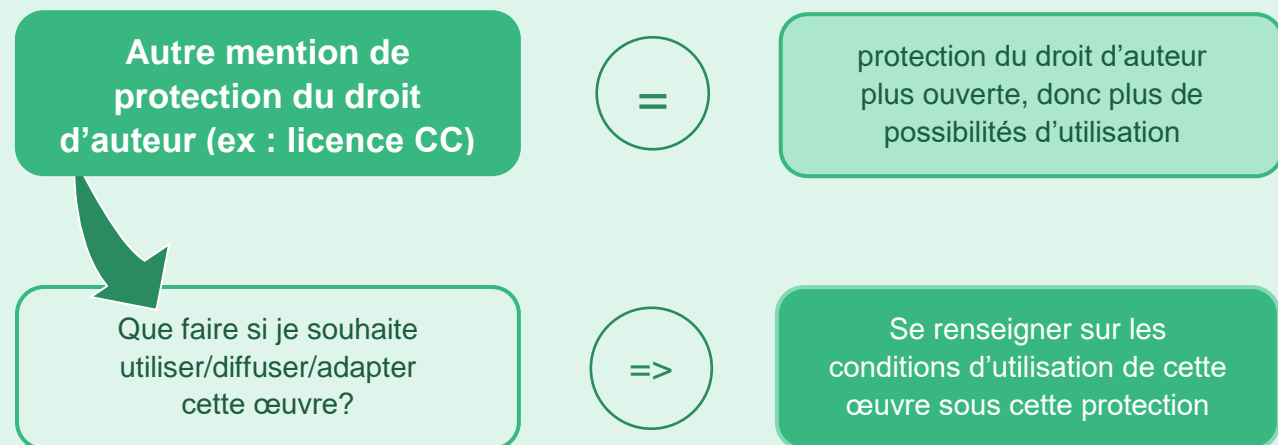 Autre mention de
protection du droit
d’auteur (ex : licence CC)
=
protection du droit d’auteur
plus ouverte, donc plus de
possibilités d’utilisation
Que faire si je souhaite
utiliser/diffuser/adapter
cette œuvre?
=>
Se renseigner sur les
conditions d’utilisation de cette
œuvre sous cette protection